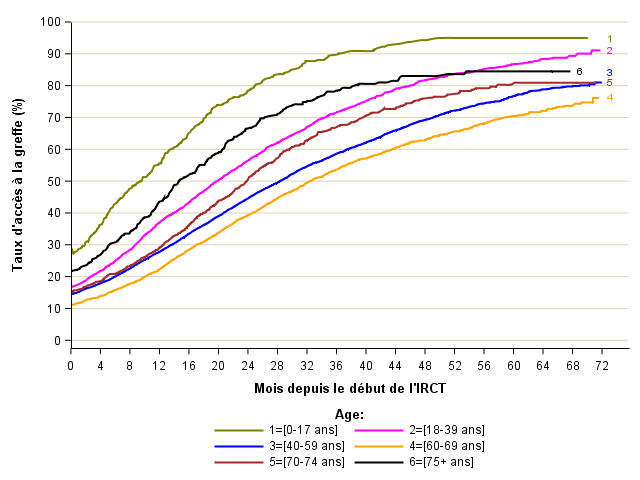 Taux d'accès à la greffe (%)
100
90
80
70
60
50
40
30
20
10
0
1
2
3
4
5
6
0 4 8 12 16 20 24 28 32 36 40 44 48 52 56 60 64 68 72
Mois depuis le début de l'IRCT
Age:
1=[0-17 ans] 2=[18-39 ans]
3=[40-59 ans] 4=[60-69 ans]
5=[70-74 ans] 6=[75+ ans]